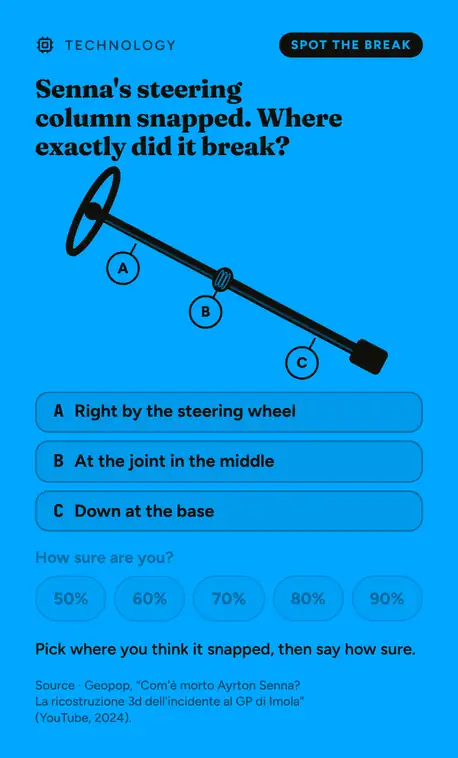 TECHNOLOGY
SPOT THE BREAK
Senna's steering
column snapped. Where
exactly did it break?
A
B
C
A Right by the steering wheel
B At the joint in the middle
C Down at the base
How sure are you?
50% 60% 70% 80% 90%
Pick where you think it snapped, then say how sure.
Source · Geopop, "Com'è morto Ayrton Senna?
La ricostruzione 3d dell'incidente al GP di Imola"
(YouTube, 2024).